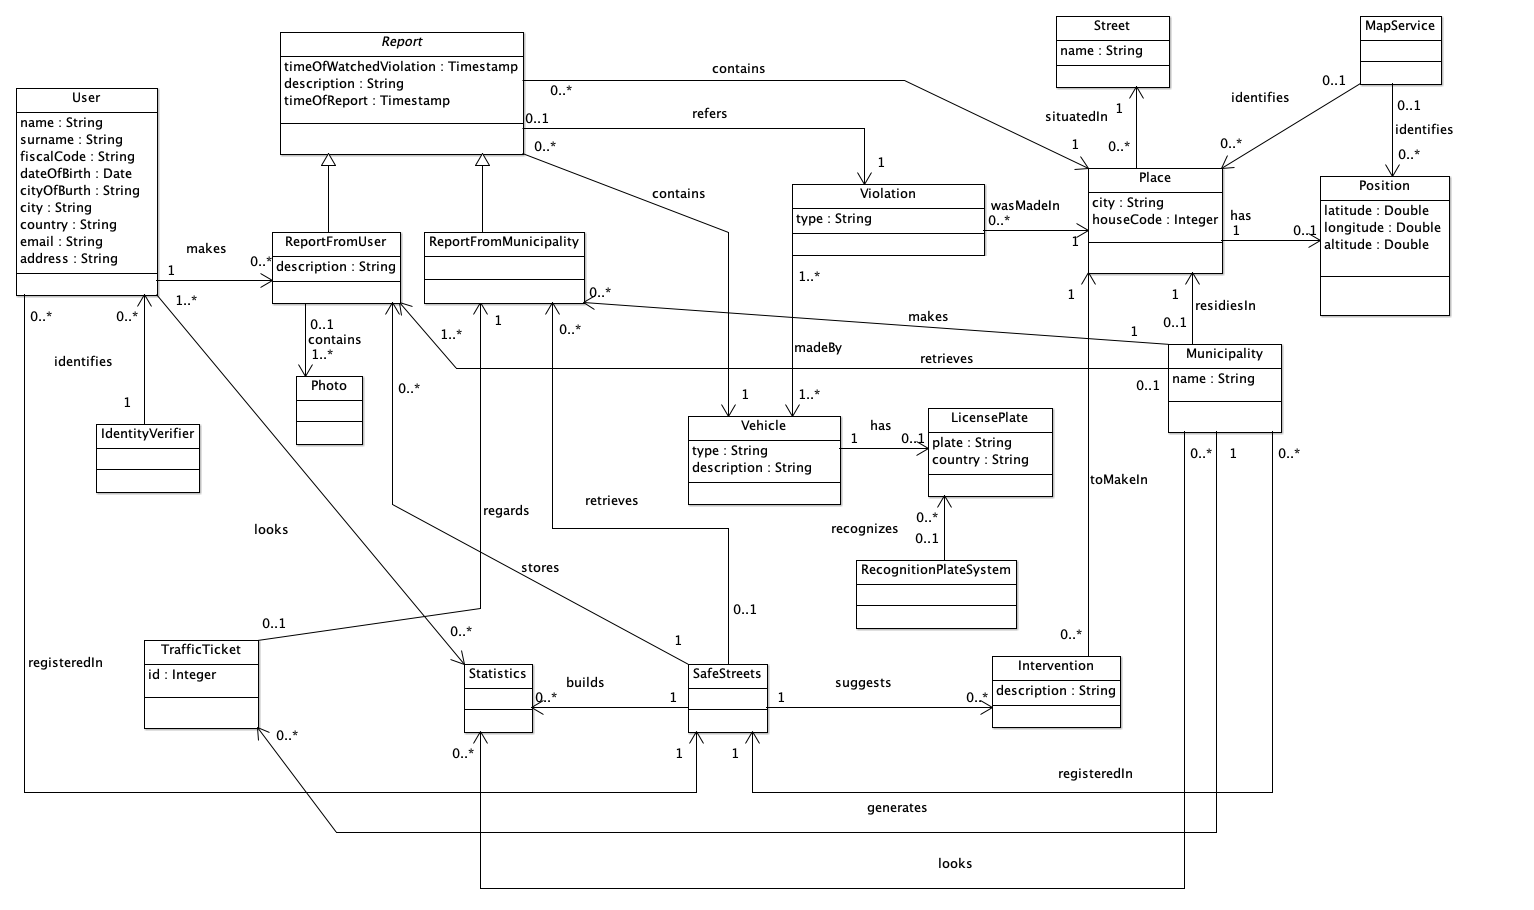 Street
name : String
MapService
Report
timeOfWatchedViolation : Timestamp
description : String
timeOfReport : Timestamp
contains
0..*
1
0..1
refers
1
0..*
contains
1
situatedIn
1
0..*
identifies
0..1
0..*
0..1
identifies
0..*
User
name : String
surname : String
fiscalCode : String
dateOfBirth : Date
cityOfBurth : String
city : String
country : String
email : String
address : String
makes
1
0..*
ReportFromUser
description : String
ReportFromMunicipality
Violation
type : String
wasMadeIn
0..*
1
Place
city : String
houseCode : Integer
has
1
0..1
Position
latitude : Double
longitude : Double
altitude : Double
1..*
0..*
0..*
identifies
1
IdentityVerifier
0..1
contains
1..*
Photo
0..*
1
1..*
0..*
0..*
makes
1
retrieves
0..1
1..*
madeBy
1..*
1
residiesIn
0..1
Municipality
name : String
0..*
1
0..*
Vehicle
type : String
description : String
has
1
0..1
LicensePlate
plate : String
country : String
recognizes
0..*
0..1
RecognitionPlateSystem
1
toMakeIn
0..*
looks
0..*
regards
0..1
retrieves
0..1
stores
1
registeredIn
TrafficTicket
id : Integer
0..*
Statistics
0..*
builds
1
SafeStreets
1
suggests
0..*
Intervention
description : String
0..*
1
1
registeredIn
generates
looks